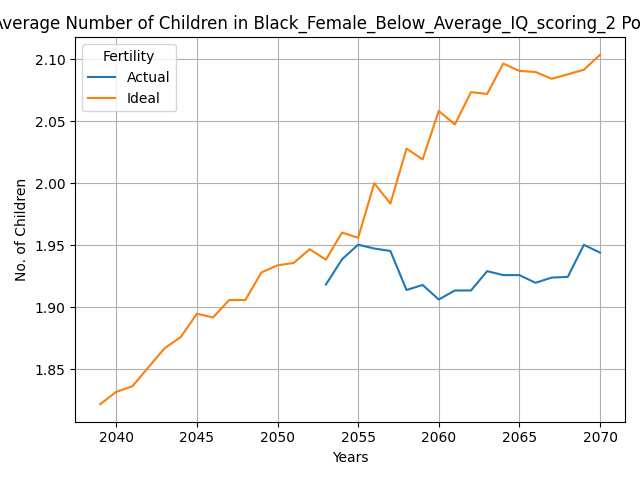 Average Number of Children in Black_Female_Below_Average_IQ_scoring_2 Po
Fertility
Actual
Ideal
No. of Children
2.10
2.05
2.00
1.95
1.90
1.85
2040 2045 2050 2055 2060 2065 2070
Years